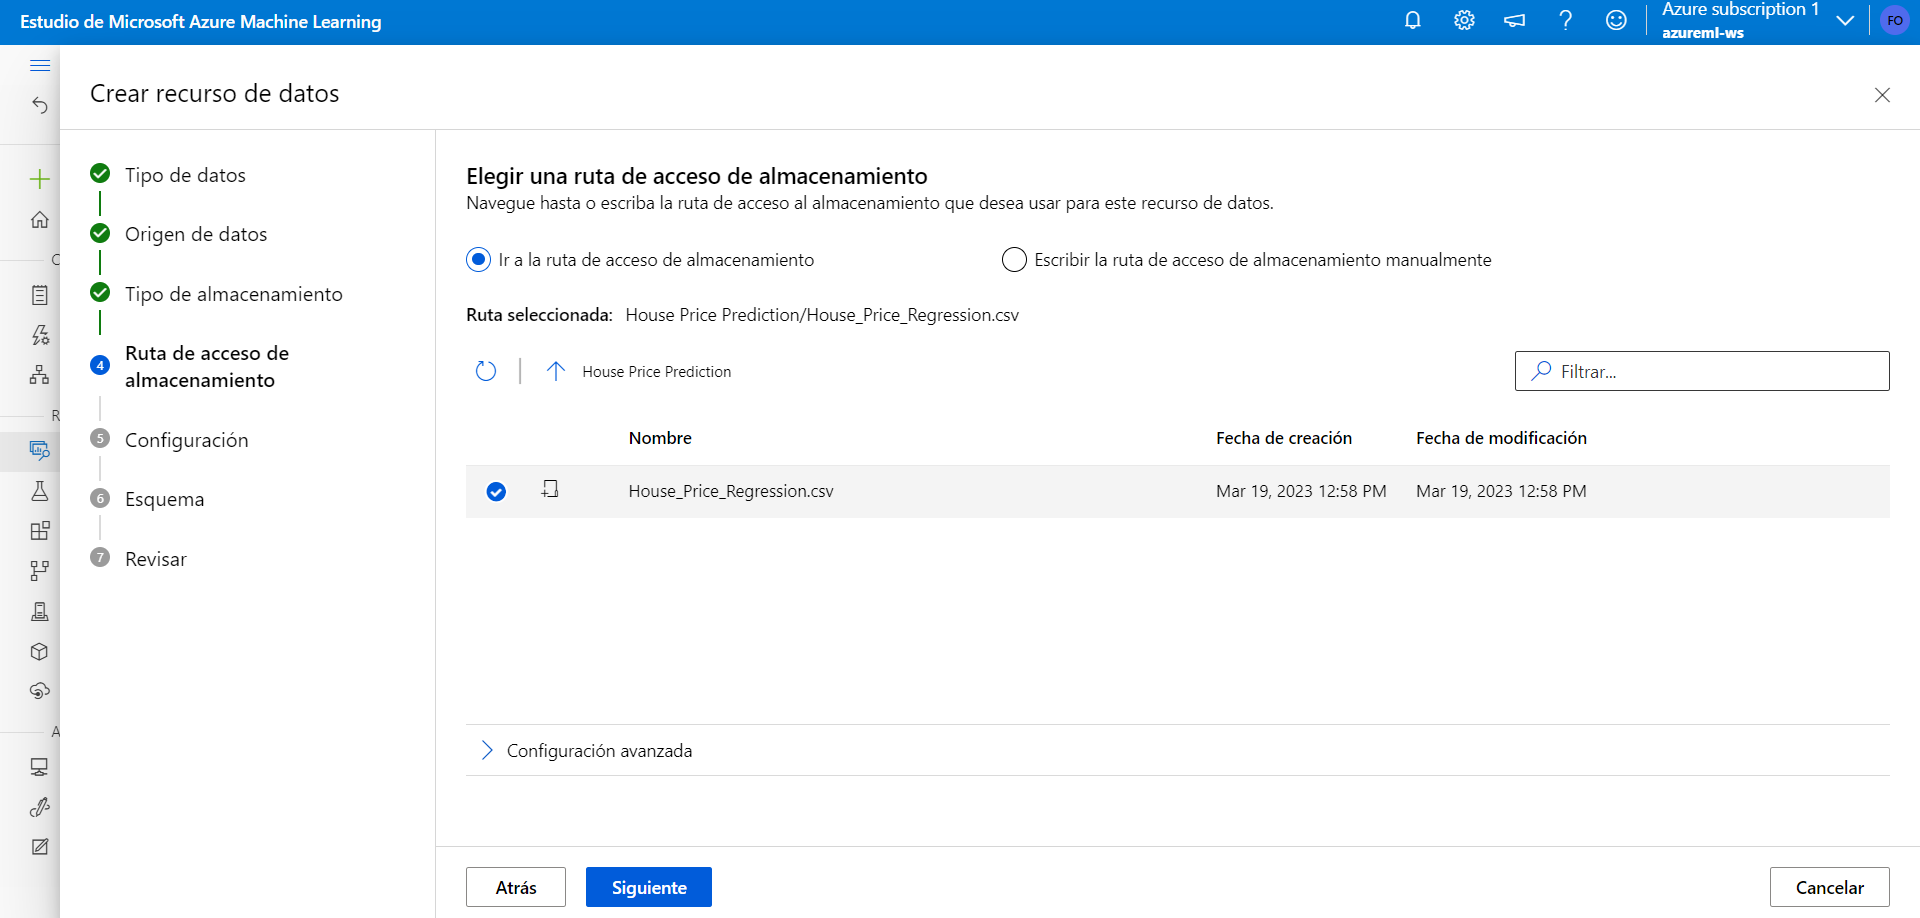 Estudio de Microsoft Azure Machine Learning
Azure subscription 1
azureml-ws
FO
Crear recurso de datos
Tipo de datos
Origen de datos
Tipo de almacenamiento
4 Ruta de acceso de
almacenamiento
5 Configuración
6 Esquema
7 Revisar
Elegir una ruta de acceso de almacenamiento
Navegue hasta o escriba la ruta de acceso al almacenamiento que desea usar para este recurso de datos.
Ir a la ruta de acceso de almacenamiento Escribir la ruta de acceso de almacenamiento manualmente
Ruta seleccionada: House Price Prediction/House_Price_Regression.csv
House Price Prediction Filtrar...
Nombre Fecha de creación Fecha de modificación
House_Price_Regression.csv Mar 19, 2023 12:58 PM Mar 19, 2023 12:58 PM
Configuración avanzada
Atrás Siguiente Cancelar